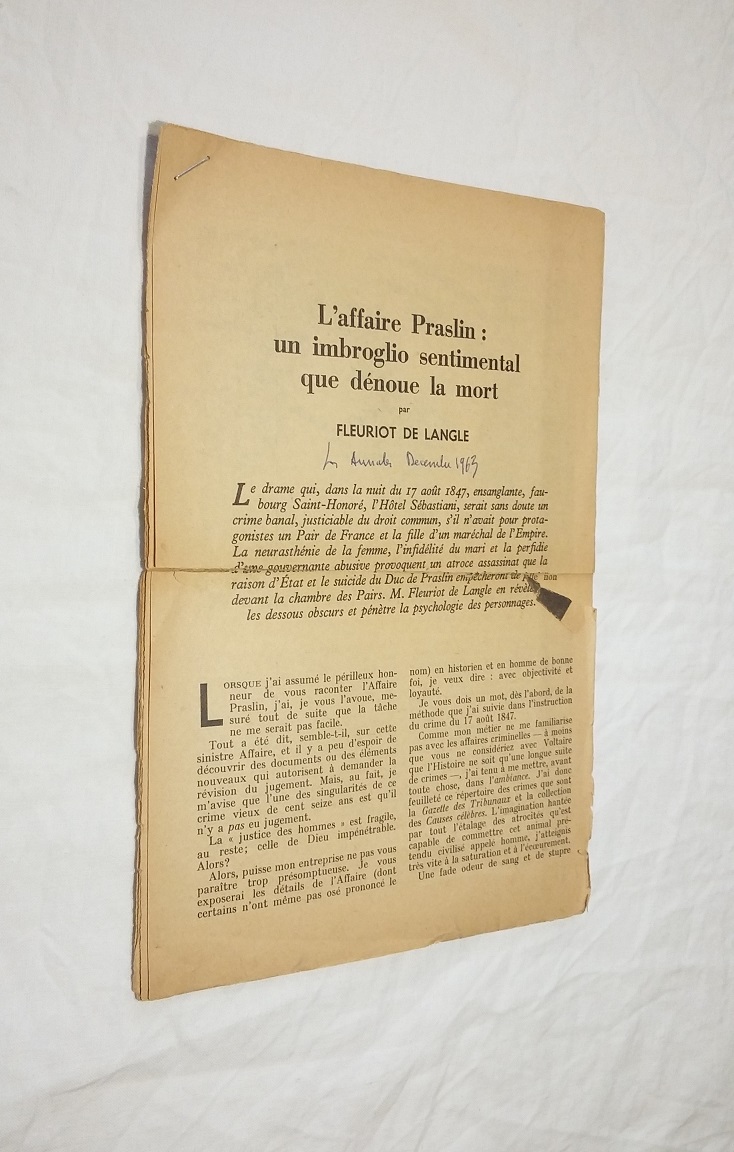 L'affaire Praslin :
un imbroglio sentimental
que dénoue la mort
par
FLEURIOT DE LANGLE
Les Annales Decembre 1963
Le drame qui, dans la nuit du 17 août 1847, ensanglante, fau-
bourg Saint-Honoré, l'Hôtel Sébastiani, serait sans doute un
crime banal, justiciable du droit commun, s'il n'avait pour prota-
gonistes un Pair de France et la fille d'un maréchal de l'Empire.
La neurasthénie de la femme, l'infidélité du mari et la perfidie
d'une gouvernante abusive provoquent un atroce assassinat que la
raison d'État et le suicide du Duc de Praslin empêcheront de
devant la chambre des Pairs. M. Fleuriot de Langle en
les dessous obscurs et pénètre la psychologie des personnages.
LORSQUE j'ai assumé le périlleux hon-
neur de vous raconter l'Affaire
Praslin, j'ai, je vous l'avoue, me-
suré tout de suite que la tâche
ne me serait pas facile.
Tout a été dit, semble-t-il, sur cette
sinistre Affaire, et il y a peu d'espoir de
découvrir des documents ou des éléments
nouveaux qui autorisent à demander la
révision du jugement. Mais, au fait, je
m'avise que l'une des singularités de ce
crime vieux de cent seize ans est qu'il
n'y a pas eu jugement.
La « justice des hommes » est fragile,
au reste; celle de Dieu impénétrable.
Alors?
Alors, puisse mon entreprise ne pas vous
paraître trop présomptueuse. Je vous
exposerai les détails de l'Affaire (dont
certains n'ont même pas osé prononcé le
nom) en historien et en homme de bonne
foi, je veux dire : avec objectivité et
loyauté.
Je vous dois un mot, dès l'abord, de la
méthode que j'ai suivie dans l'instruction
du crime du 17 août 1847.
Comme mon métier ne me familiarise
pas avec les affaires criminelles — à moins
que vous ne considériez avec Voltaire
que l'Histoire ne soit qu'une longue suite
de crimes —, j'ai tenu à me mettre, avant
toute chose, dans l'ambiance. J'ai donc
feuilleté ce répertoire des crimes que sont
la Gazette des Tribunaux et la collection
des Causes célèbres. L'imagination hantée
par tout l'étalage des atrocités qu'est
capable de commettre cet animal pré-
tendu civilisé appelé homme, j'atteignis
très vite à la saturation et à l'écœurement.
Une fade odeur de sang et de stupre